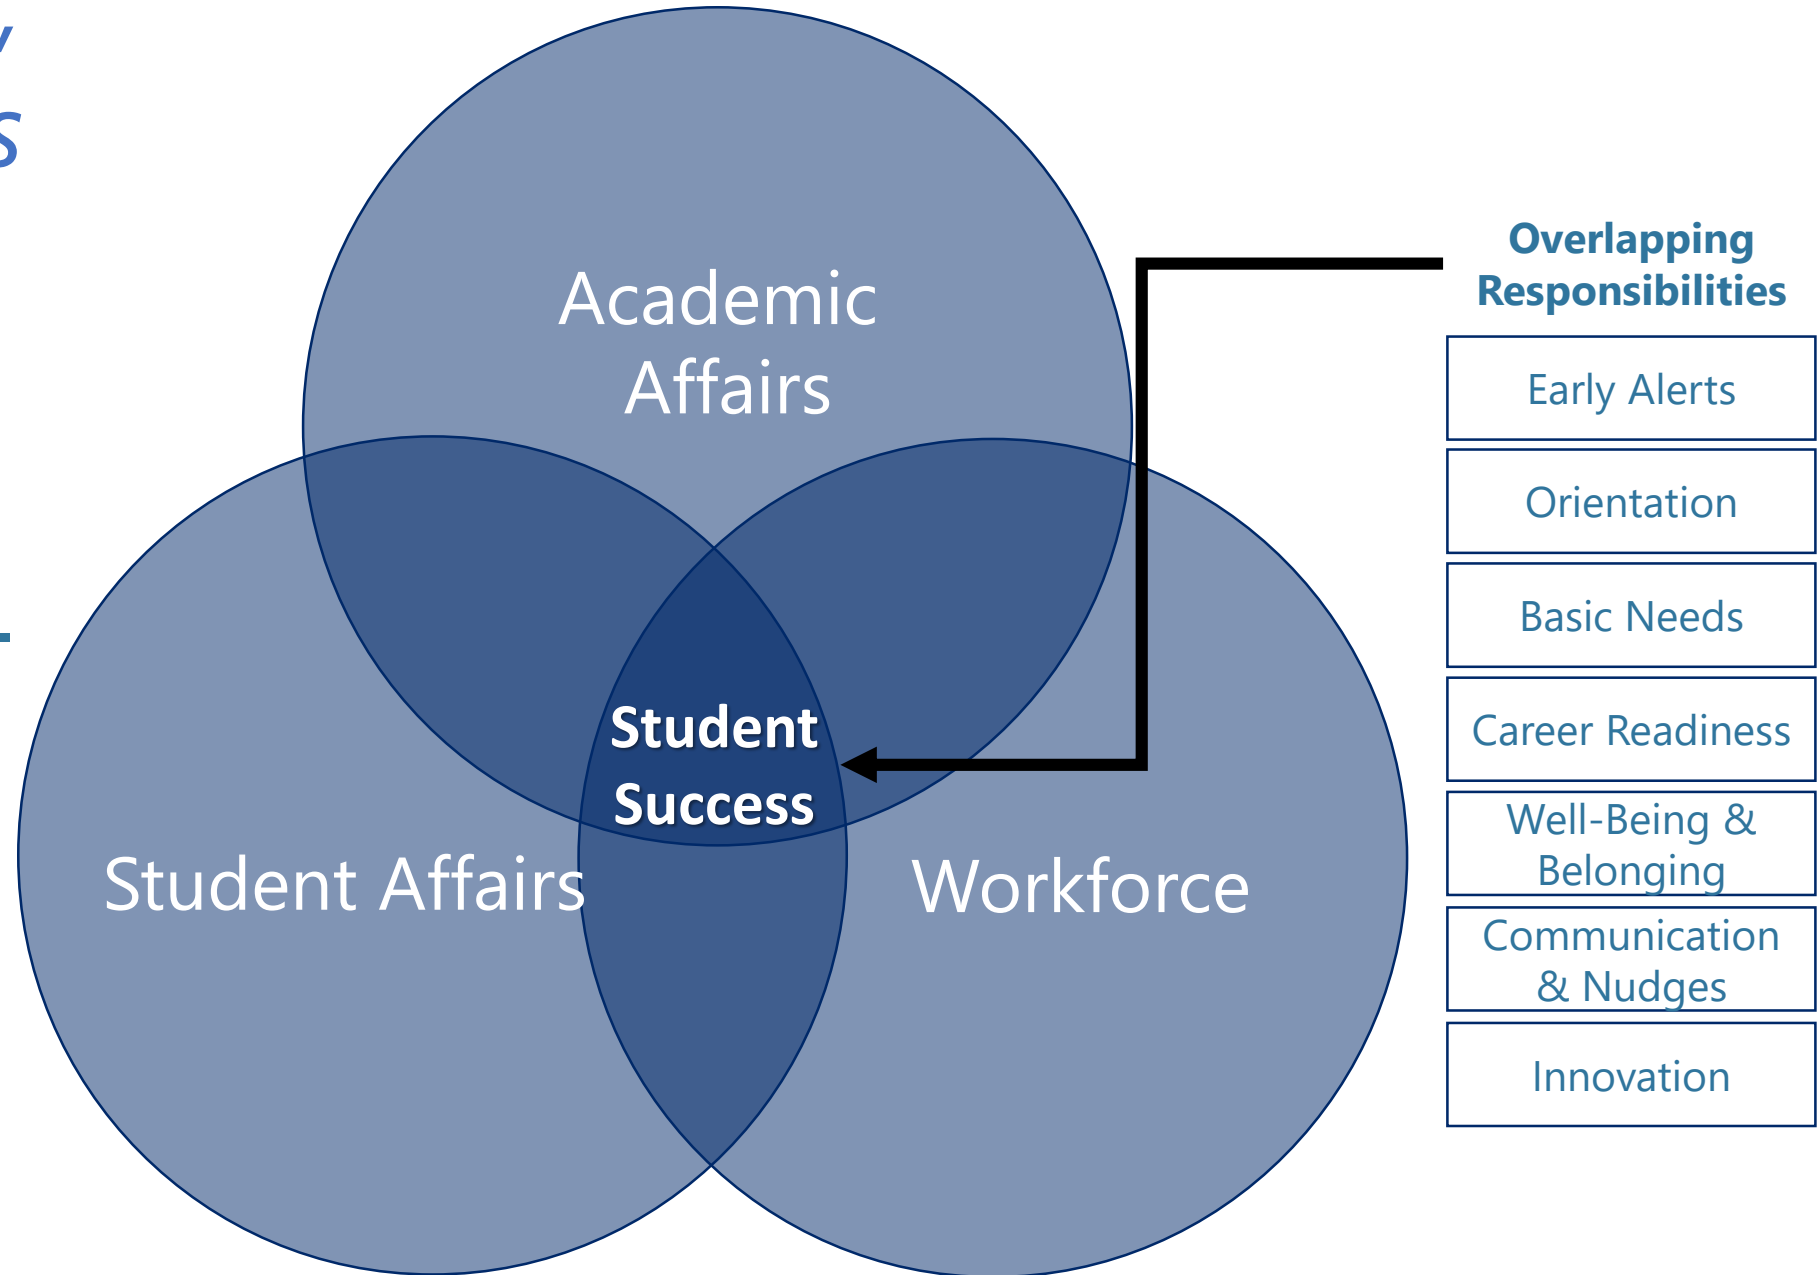 Academic
Affairs
Student
Success
Student Affairs
Workforce
Overlapping
Responsibilities
Early Alerts
Orientation
Basic Needs
Career Readiness
Well-Being &
Belonging
Communication
& Nudges
Innovation